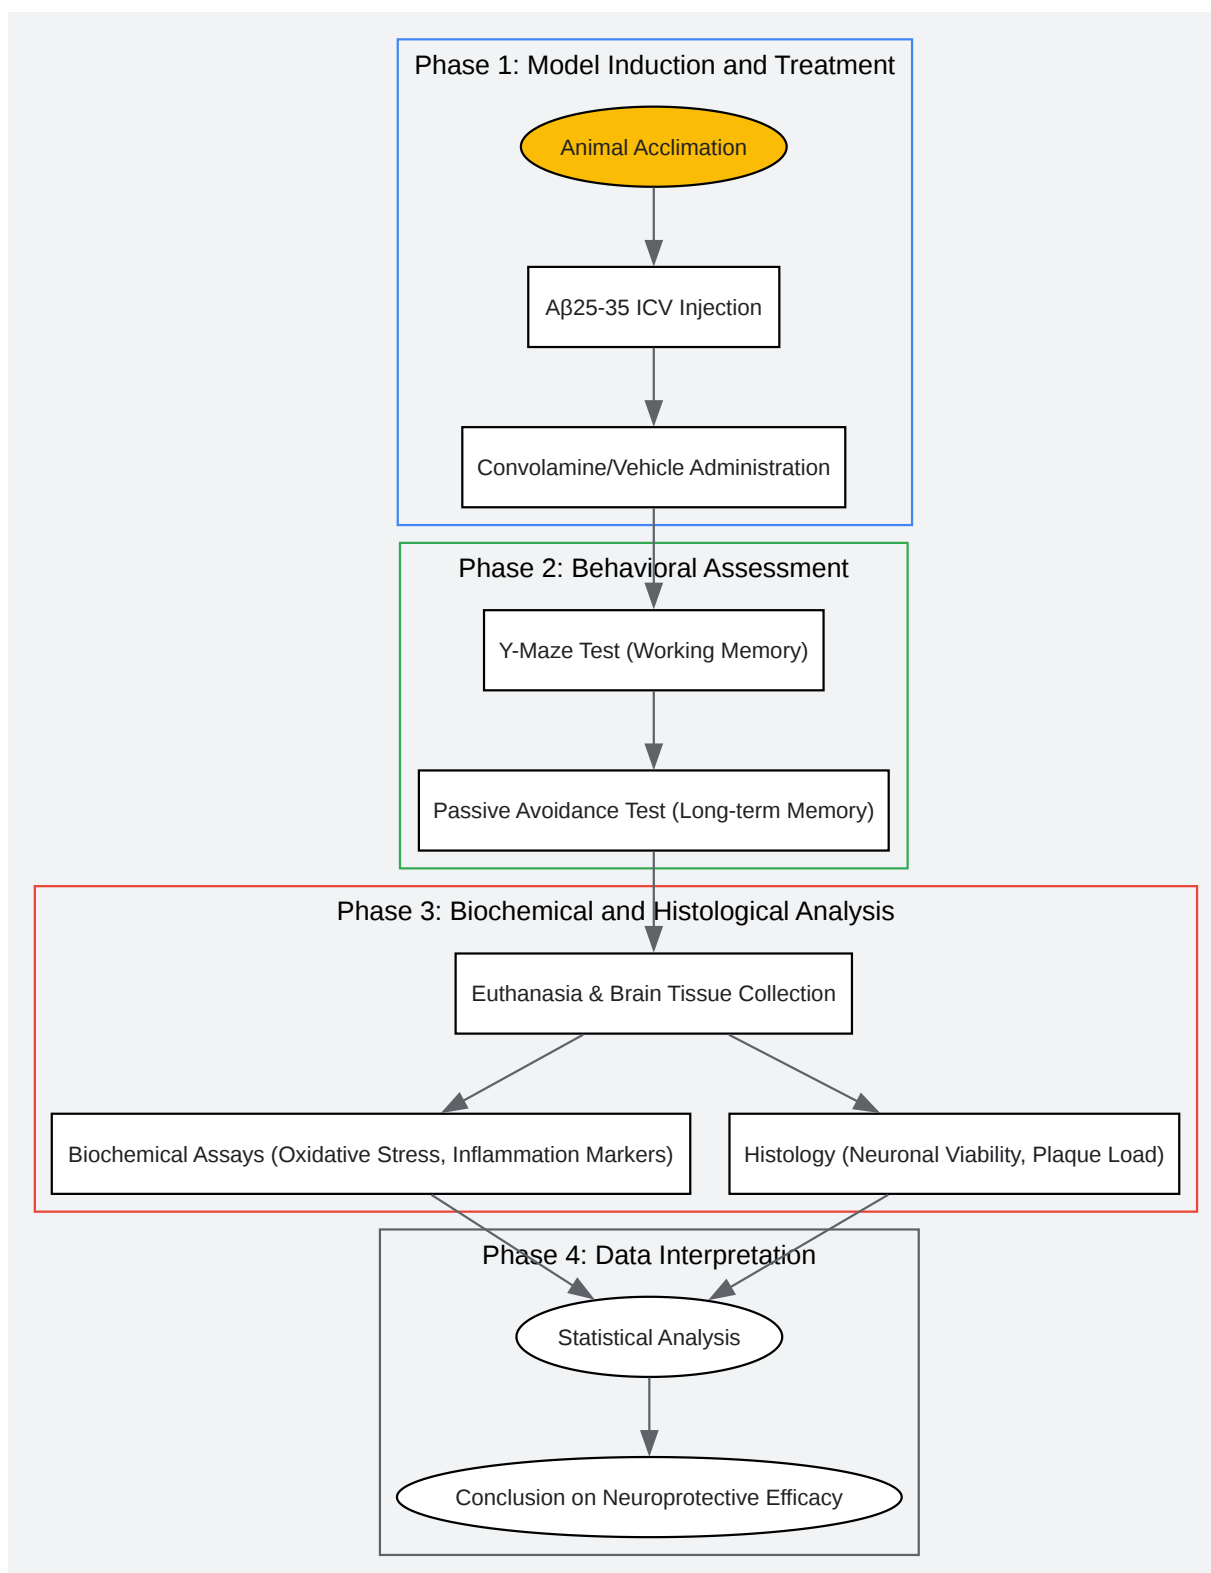 Phase 1: Model Induction and Treatment
Animal Acclimation
Aβ25-35 ICV Injection
Convolamine/Vehicle Administration
Phase 2: Behavioral Assessment
Y-Maze Test (Working Memory)
Passive Avoidance Test (Long-term Memory)
Phase 3: Biochemical and Histological Analysis
Euthanasia & Brain Tissue Collection
Biochemical Assays (Oxidative Stress, Inflammation Markers)
Histology (Neuronal Viability, Plaque Load)
Phase 4: Data Interpretation
Statistical Analysis
Conclusion on Neuroprotective Efficacy